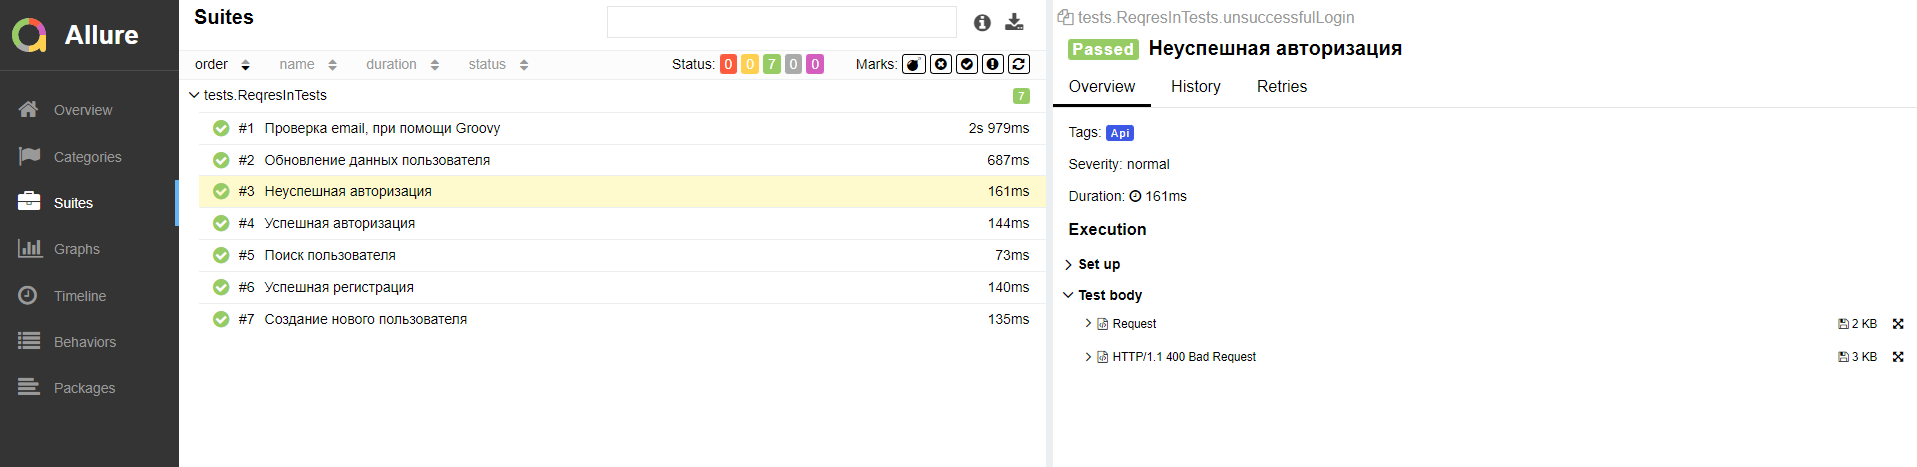 Allure
Overview
Categories
Suites
Graphs
Timeline
Behaviors
Packages
Suites
order name duration status Status: 0 0 7 0 0 Marks:
tests.ReqresInTests 7
#1 Проверка email, при помощи Groovy 2s 979ms
#2 Обновление данных пользователя 687ms
#3 Неуспешная авторизация 161ms
#4 Успешная авторизация 144ms
#5 Поиск пользователя 73ms
#6 Успешная регистрация 140ms
#7 Создание нового пользователя 135ms
tests.ReqresInTests.unsuccessfulLogin
Passed Неуспешная авторизация
Overview History Retries
Tags: Api
Severity: normal
Duration: 161ms
Execution
Set up
Test body
Request 2 KB
HTTP/1.1 400 Bad Request 3 KB